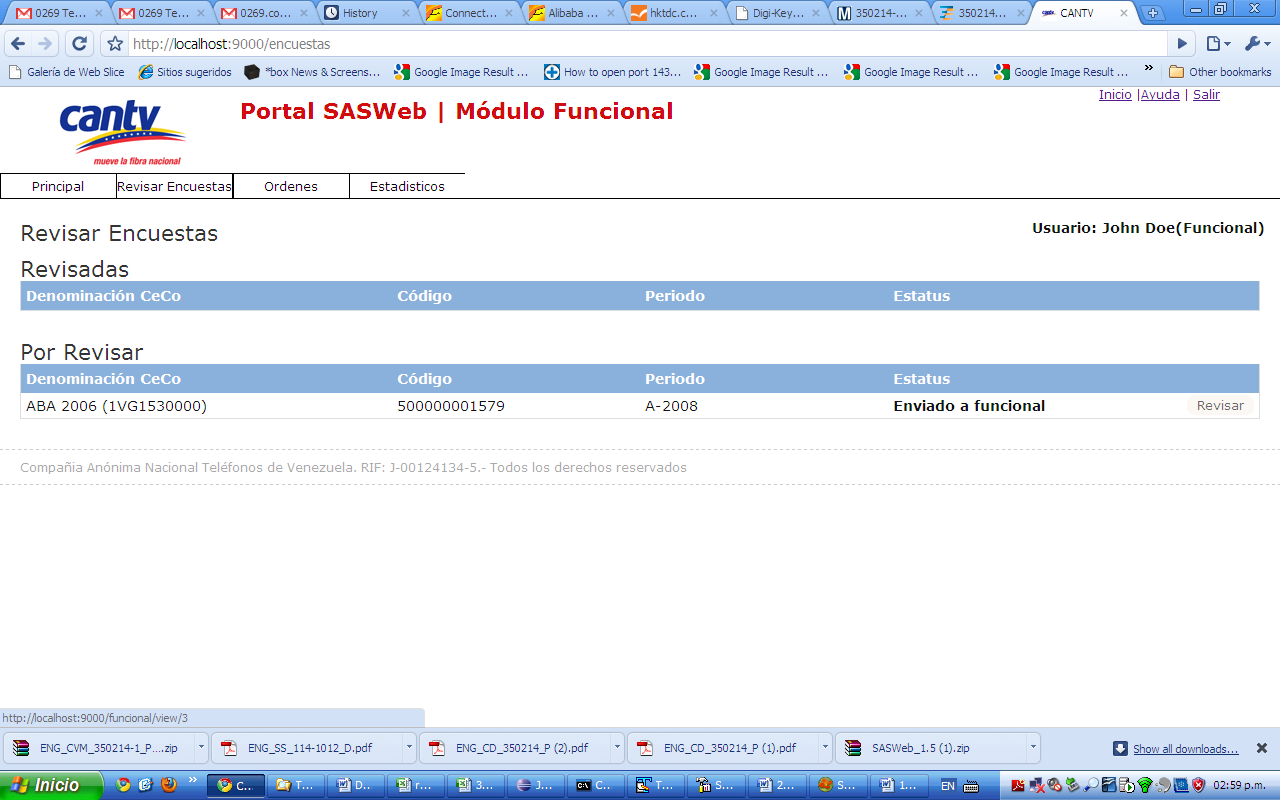 0269 Te... 0269 Te... 0269.co... History Connect... Alibaba ... hktdc.c... Digi-Key... 350214-... 350214... CANTV
http://localhost:9000/encuestas
Galería de Web Slice Sitios sugeridos *box News & Screens... Google Image Result ... How to open port 143... Google Image Result ... Google Image Result ... Google Image Result ... » Other bookmarks
Inicio |Ayuda | Salir
cantv
mueve la fibra nacional
Portal SASWeb | Módulo Funcional
Principal Revisar Encuestas Ordenes Estadisticos
Usuario: John Doe(Funcional)
Revisar Encuestas
Revisadas
Denominación CeCo Código Periodo Estatus
Por Revisar
Denominación CeCo Código Periodo Estatus
ABA 2006 (1VG1530000) 500000001579 A-2008 Enviado a funcional Revisar
Compañia Anónima Nacional Teléfonos de Venezuela. RIF: J-00124134-5.- Todos los derechos reservados
http://localhost:9000/funcional/view/3
ENG_CVM_350214-1_P....zip ENG_SS_114-1012_D.pdf ENG_CD_350214_P (2).pdf ENG_CD_350214_P (1).pdf SASWeb_1.5 (1).zip Show all downloads...
Inicio » C... T... D... r... 3... J... C... T... S... 2... S... 1... EN 02:59 p.m.